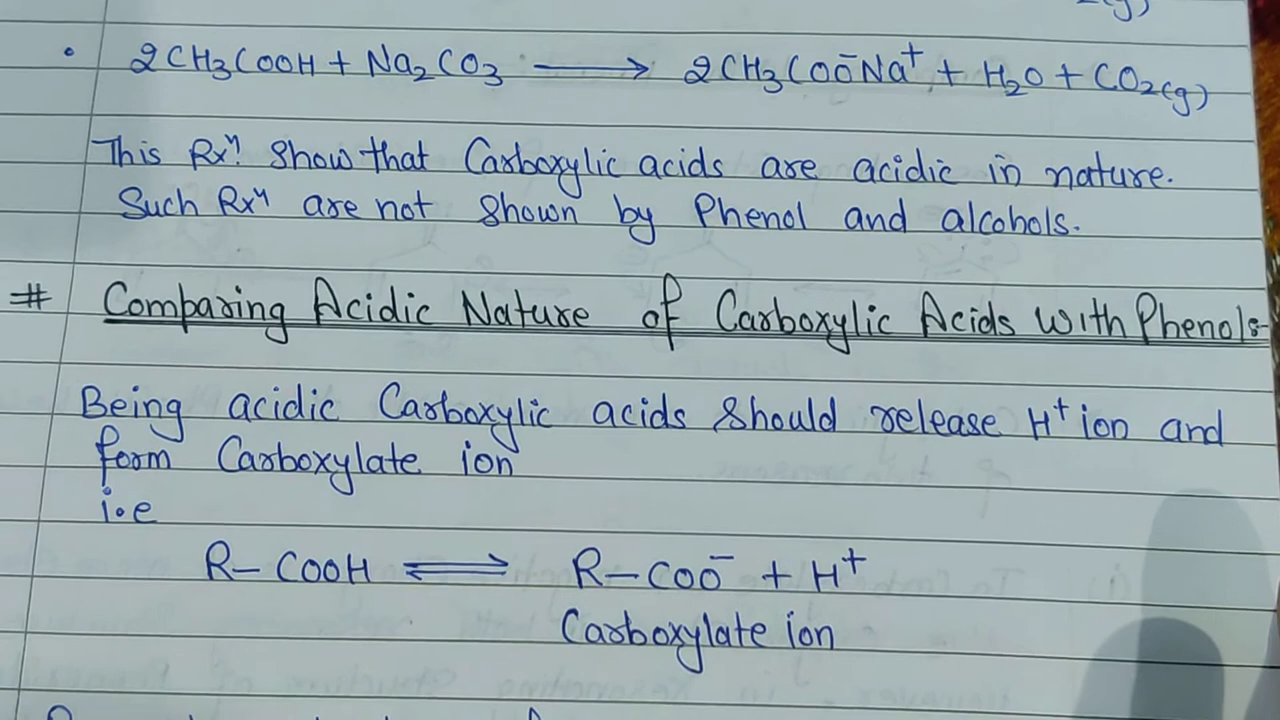 • 2CH₃COOH + Na₂CO₃ ⟶ 2CH₃COO⁻Na⁺ + H₂O + CO₂(g)
This Rxⁿ. Show that Carboxylic acids are acidic in nature.
Such Rxⁿ are not shown by Phenol and alcohols.
# Comparing Acidic Nature of Carboxylic Acids With Phenols-
Being acidic Carboxylic acids should release H⁺ ion and
form Carboxylate ion
i.e
R–COOH ⇌ R–COO⁻ + H⁺
Carboxylate ion